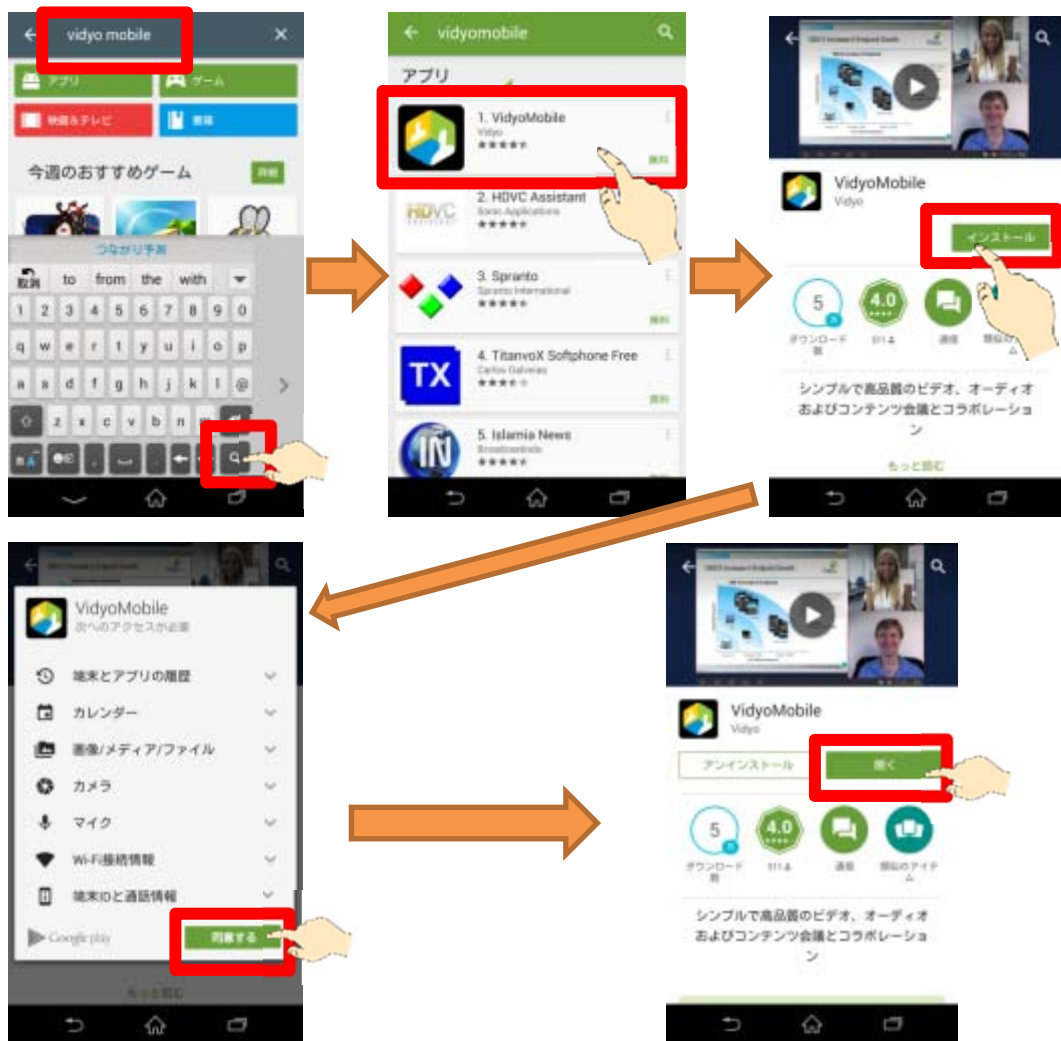 vidyo mobile
アプリ
ゲーム
映画&テレビ
書籍
今週のおすすめゲーム
詳細
つながり予測
取消 to from the with
1 2 3 4 5 6 7 8 9 0
q w e r t y u i o p
a s d f g h j k l @
z x c v b n m
vidyomobile
アプリ
1. VidyoMobile
Vidyo
無料
HDVC
2. HDVC Assistant
Sonic Applications
3. Spranto
Spranto International
無料
TX
4. TitanvoX Softphone Free
Carlos Galveias
無料
IN
5. Islamia News
VidyoMobile
Vidyo
インストール
5
4.0
ダウンロード
数
通信
シンプルで高品質のビデオ、オーディオ
およびコンテンツ会議とコラボレーショ
ン
もっと読む
VidyoMobile
次へのアクセスが必要
端末とアプリの履歴
カレンダー
画像/メディア/ファイル
カメラ
マイク
Wi-Fi接続情報
端末IDと通話情報
Google play
同意する
もっと読む
VidyoMobile
Vidyo
アンインストール
開く
5
4.0
ダウンロード
数
通信
類似のアイテ
ム
シンプルで高品質のビデオ、オーディオ
およびコンテンツ会議とコラボレーショ
ン